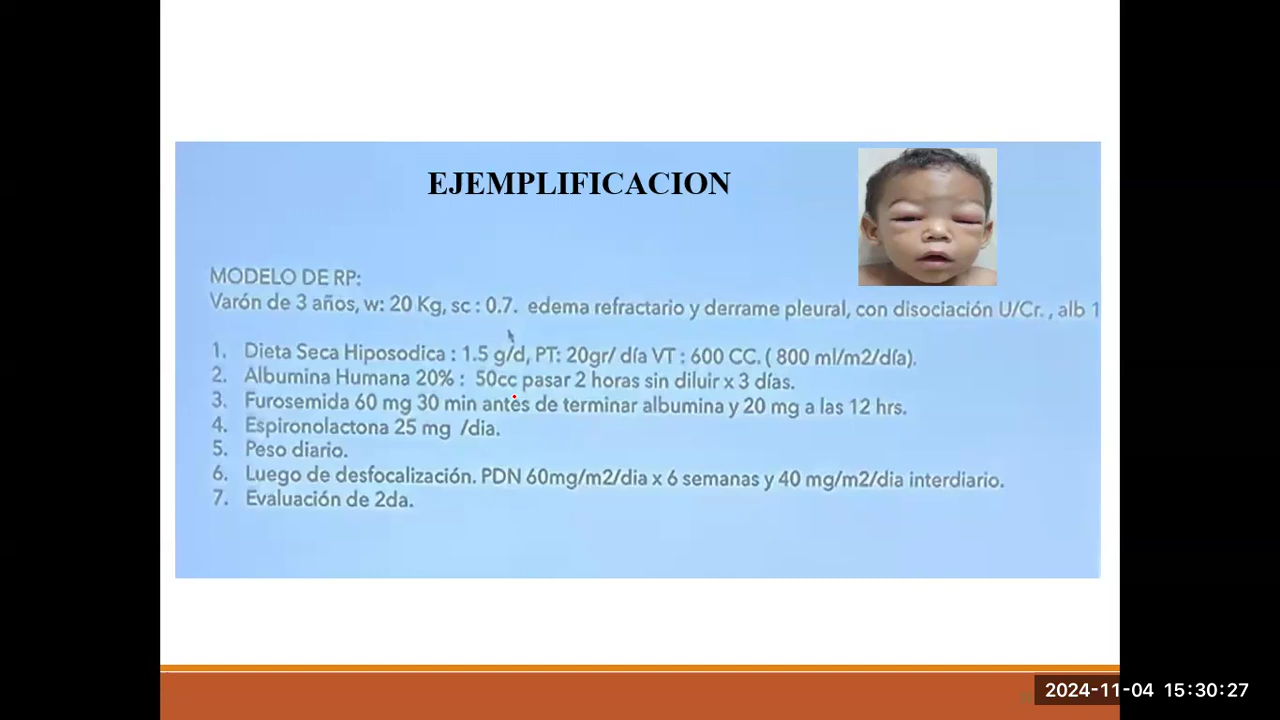 EJEMPLIFICACION
MODELO DE RP:
Varón de 3 años, w: 20 Kg, sc : 0.7. edema refractario y derrame pleural, con disociación U/Cr. , alb 1
1. Dieta Seca Hiposodica : 1.5 g/d, PT: 20gr/ día VT : 600 CC. ( 800 ml/m2/día).
2. Albumina Humana 20% : 50cc pasar 2 horas sin diluir x 3 días.
3. Furosemida 60 mg 30 min antes de terminar albumina y 20 mg a las 12 hrs.
4. Espironolactona 25 mg /dia.
5. Peso diario.
6. Luego de desfocalización. PDN 60mg/m2/dia x 6 semanas y 40 mg/m2/dia interdiario.
7. Evaluación de 2da.
2024-11-04 15:30:27